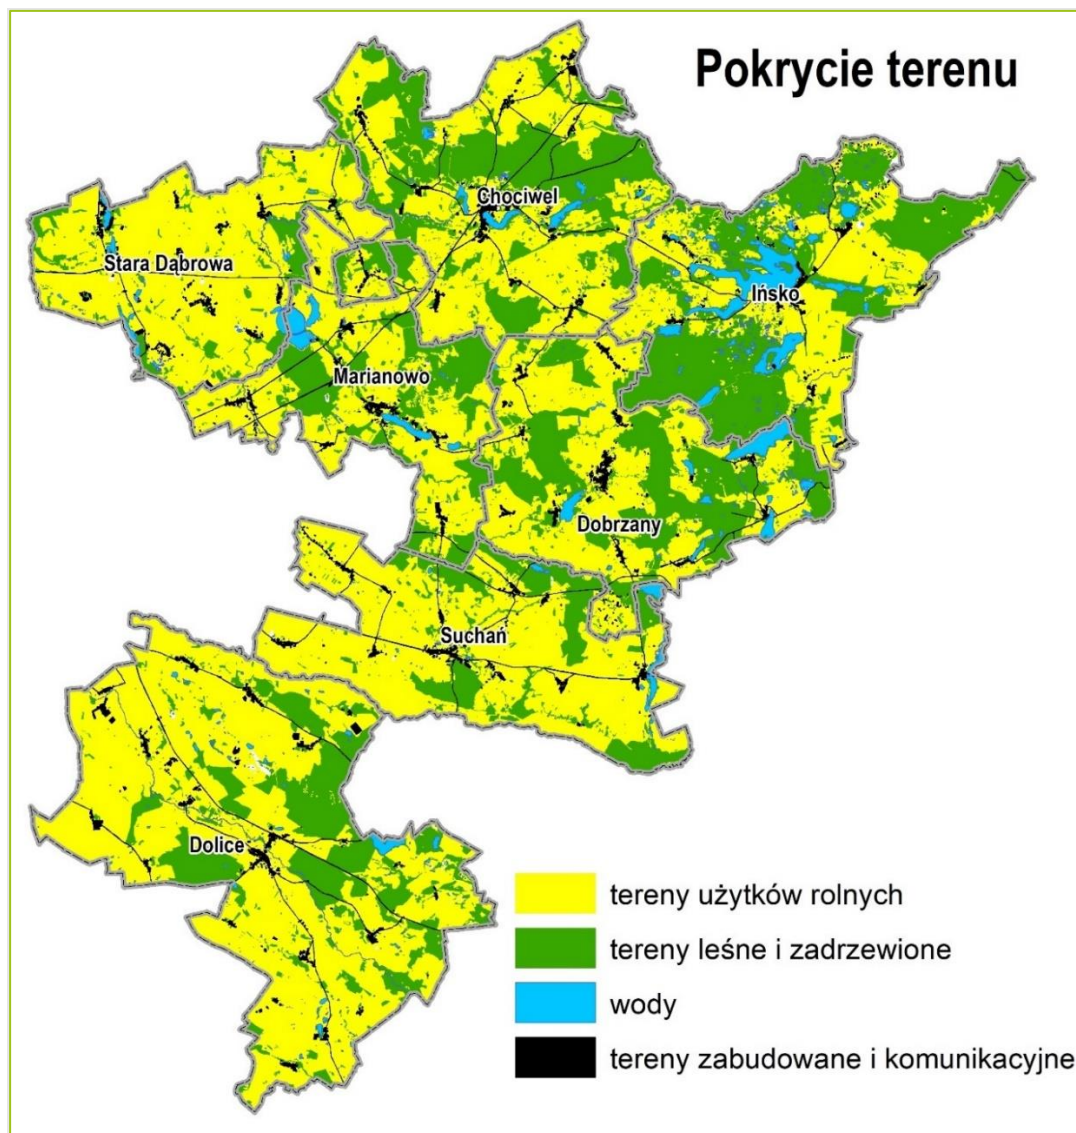 Pokrycie terenu
Chociwel
Stara Dąbrowa
Ińsko
Marianowo
Dobrzany
Suchań
Dolice
tereny użytków rolnych
tereny leśne i zadrzewione
wody
tereny zabudowane i komunikacyjne